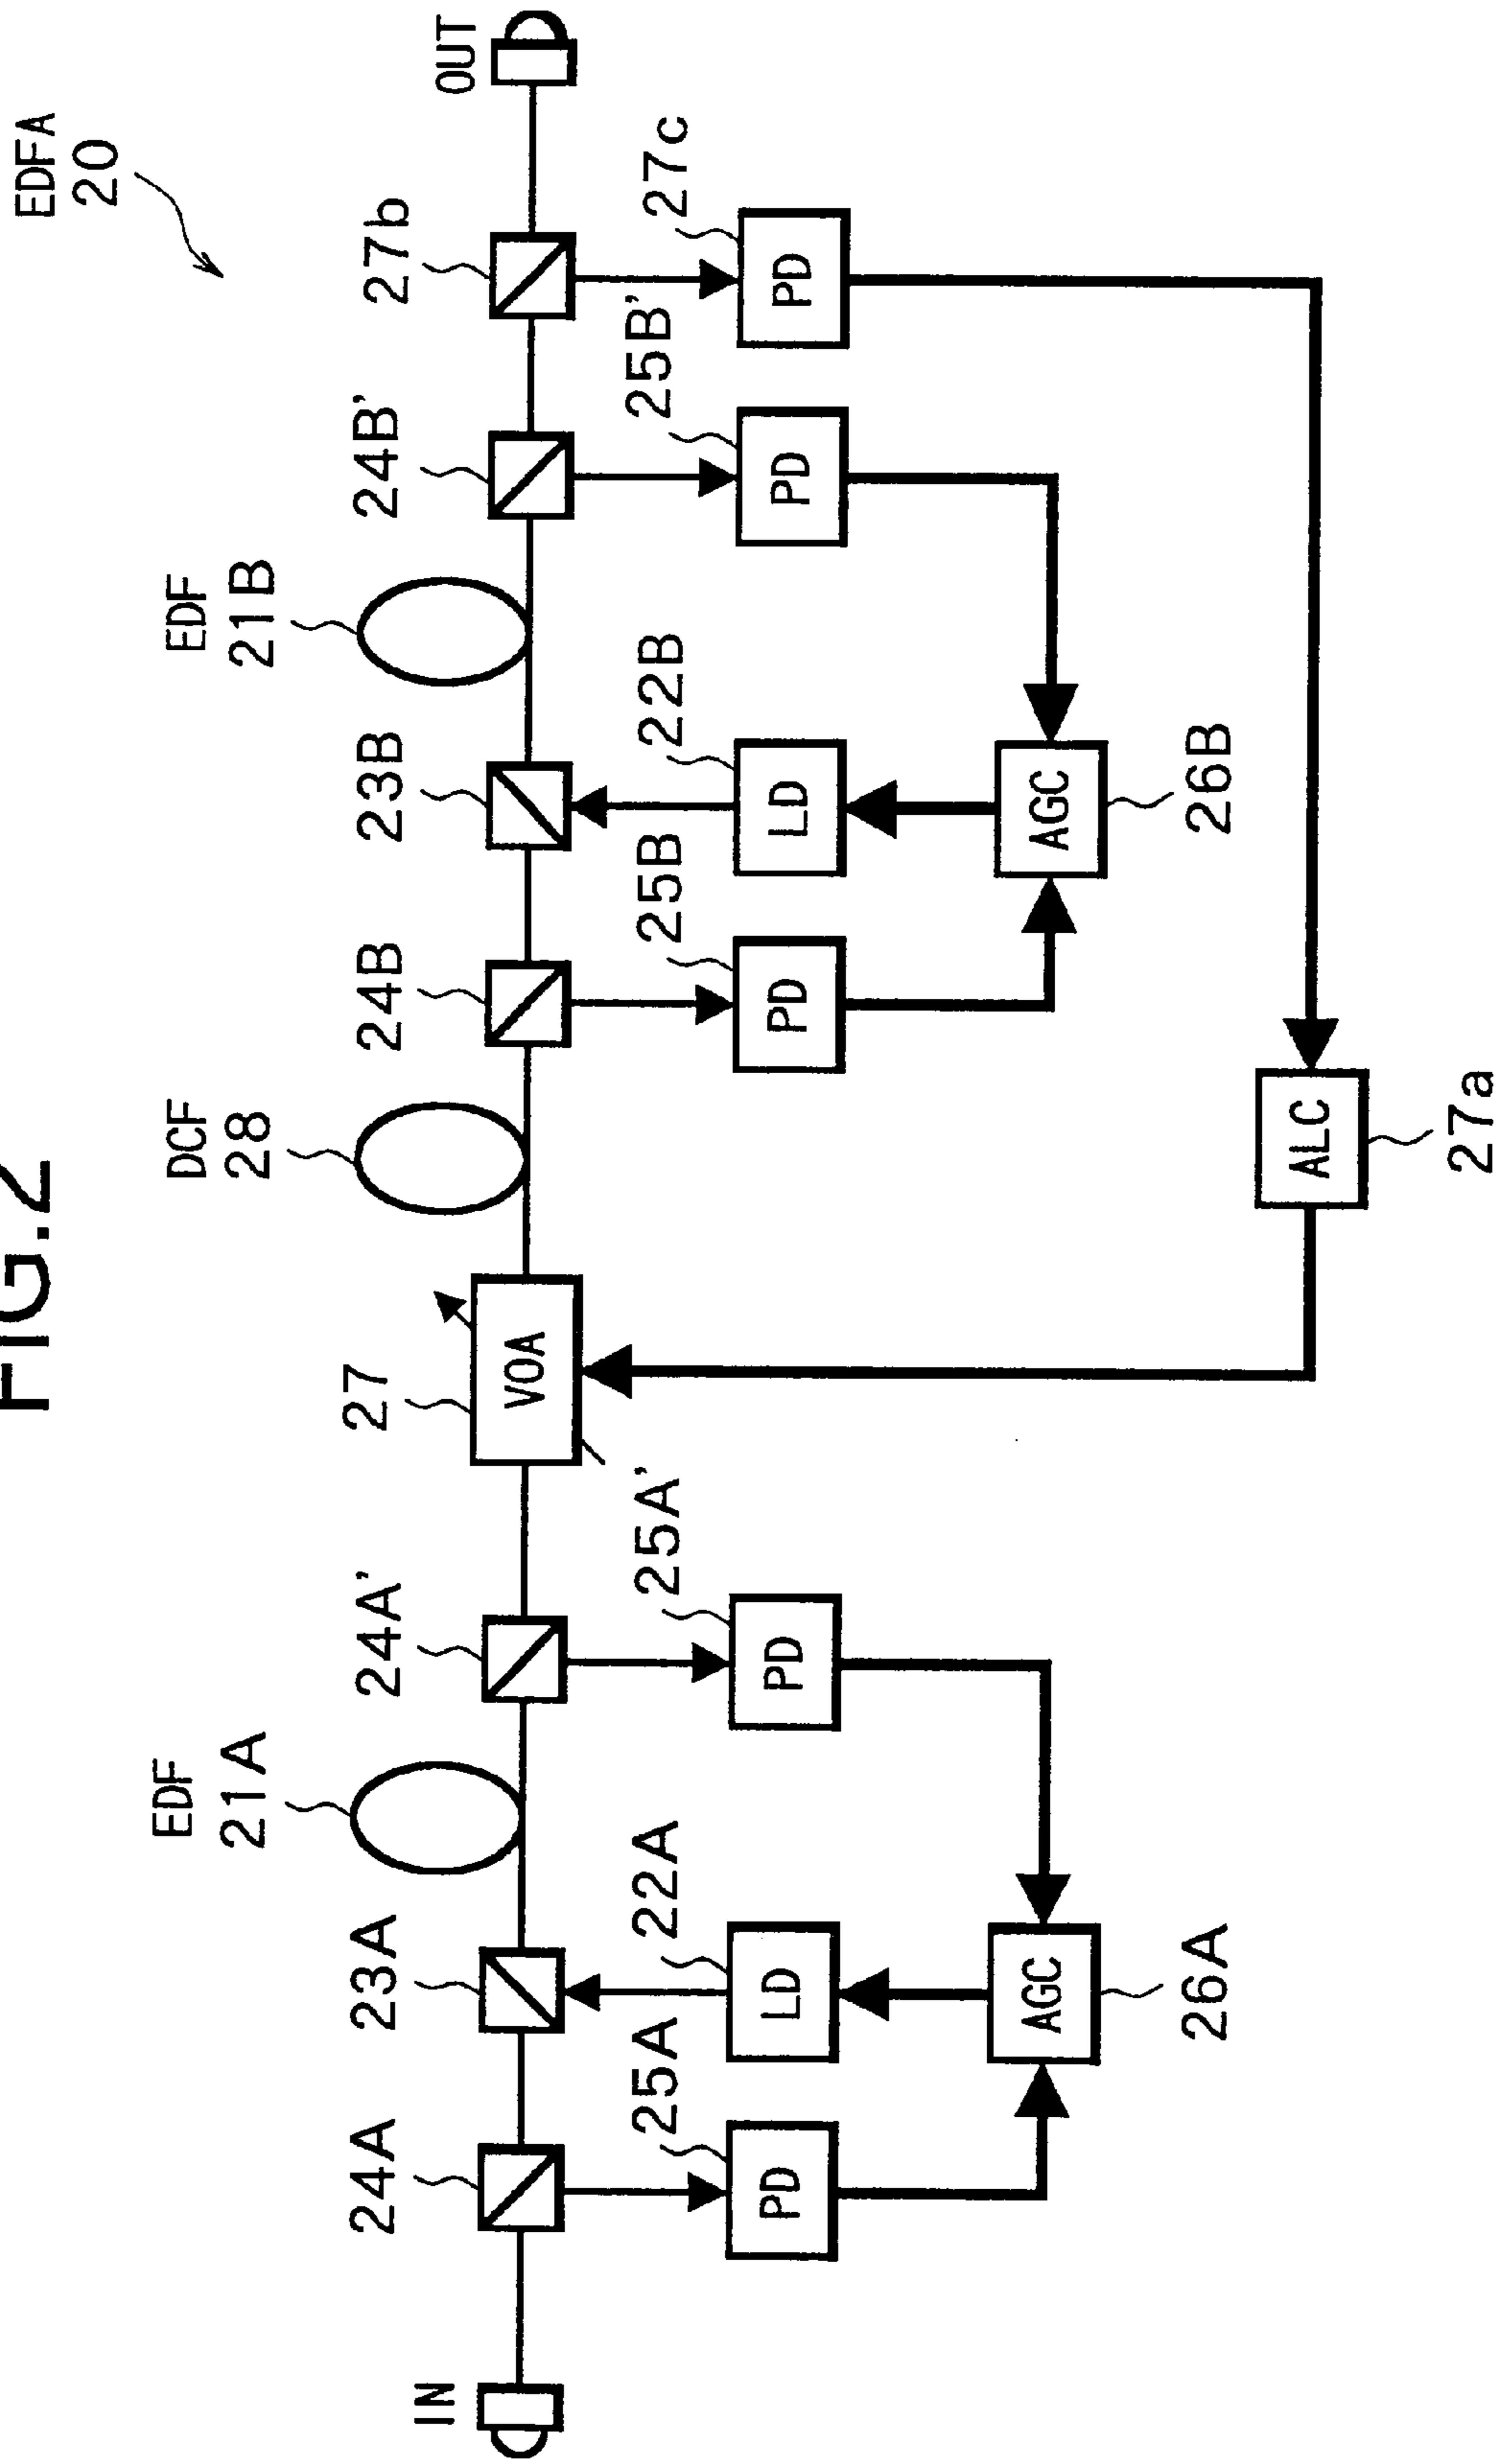 FIG.2
EDFA
20
IN
24A
23A
EDF
21A
24A'
27
DCF
28
24B
23B
EDF
21B
24B'
27b
OUT
25A
22A
25A'
25B
22B
25B'
27c
PD
LD
PD
VOA
PD
LD
PD
PD
AGC
26A
AGC
26B
ALC
27a